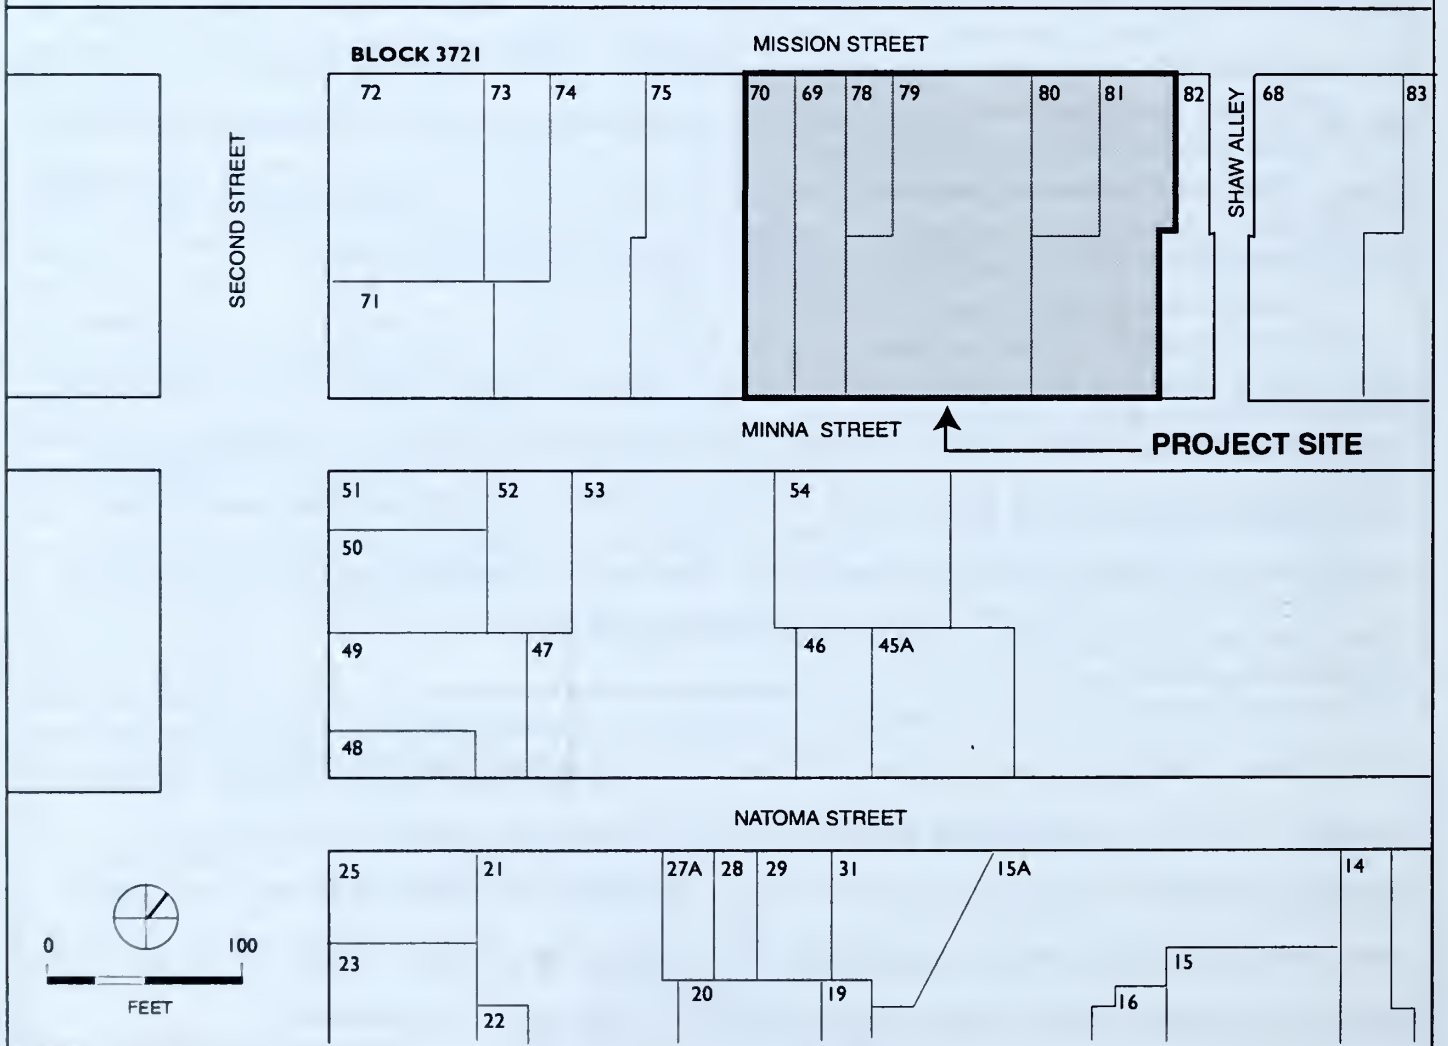 BLOCK 3721
MISSION STREET
72 73 74 75 70 69 78 79 80 81 82 68 83
SHAW ALLEY
SECOND STREET
71
MINNA STREET
PROJECT SITE
51 52 53 54
50
49 47 46 45A
48
NATOMA STREET
25 21 27A 28 29 31 15A 14
0 100
FEET
23 15
20 19 16
22